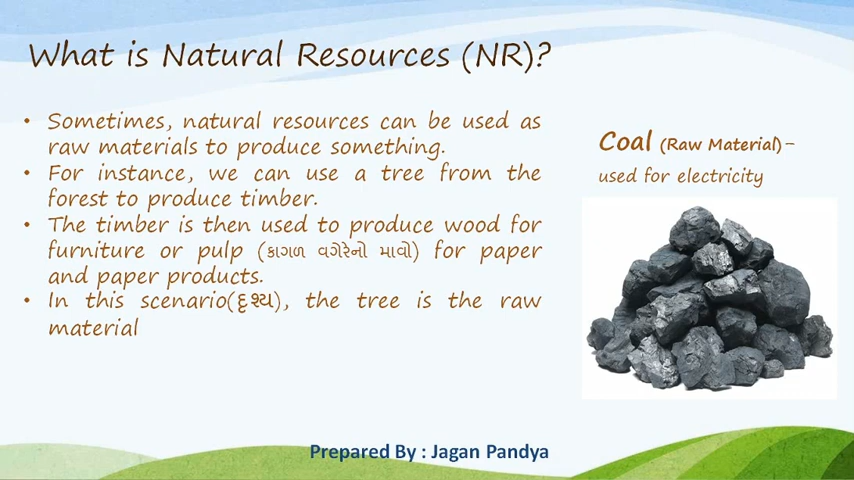 What is Natural Resources (NR)?
• Sometimes, natural resources can be used as
raw materials to produce something.
• For instance, we can use a tree from the
forest to produce timber.
• The timber is then used to produce wood for
furniture or pulp (કાગળ વગેરેનો માવો) for paper
and paper products.
• In this scenario(દૃશ્ય), the tree is the raw
material
Coal (Raw Material)–
used for electricity
Prepared By : Jagan Pandya